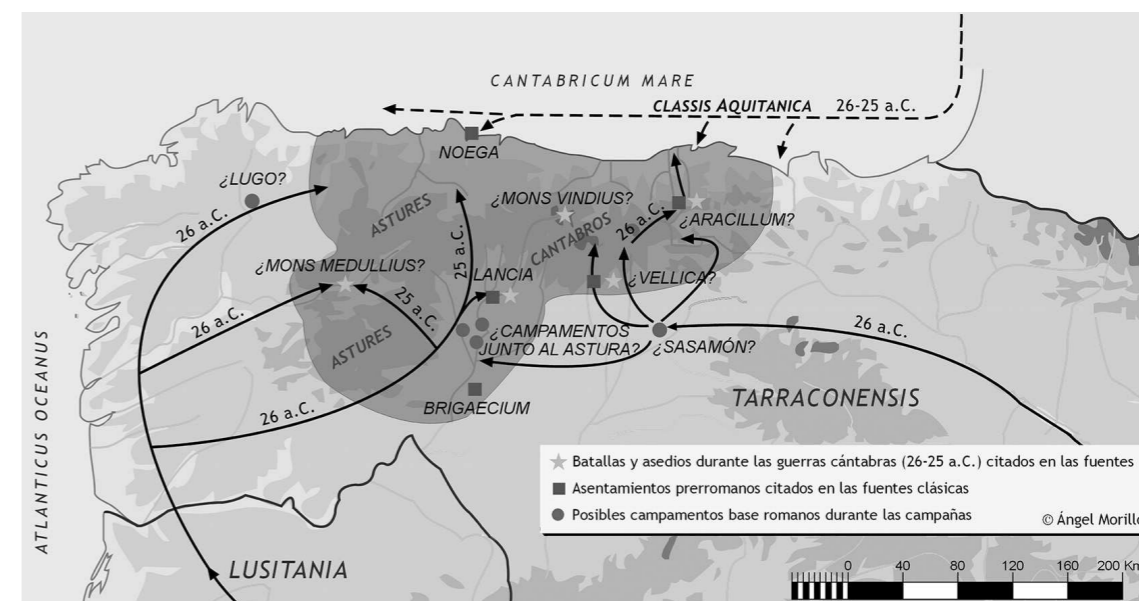 CANTABRICUM MARE
CLASSIS AQUITANICA 26-25 a.C.
NOEGA
¿LUGO?
26 a.C.
ASTURES
¿MONS VINDIUS?
CANTABROS
26 a.C.
¿ARACILLUM?
25 a.C.
¿MONS MEDULLIUS?
LANCIA
¿VELLICA?
26 a.C.
25 a.C.
ASTURES
¿CAMPAMENTOS
JUNTO AL ASTURA?
¿SASAMÓN?
26 a.C.
BRIGAECIUM
26 a.C.
TARRACONENSIS
ATLANTICUS OCEANUS
LUSITANIA
Batallas y asedios durante las guerras cántabras (26-25 a.C.) citados en las fuentes
Asentamientos prerromanos citados en las fuentes clásicas
Posibles campamentos base romanos durante las campañas
© Ángel Morillo
0 40 80 120 160 200 Km